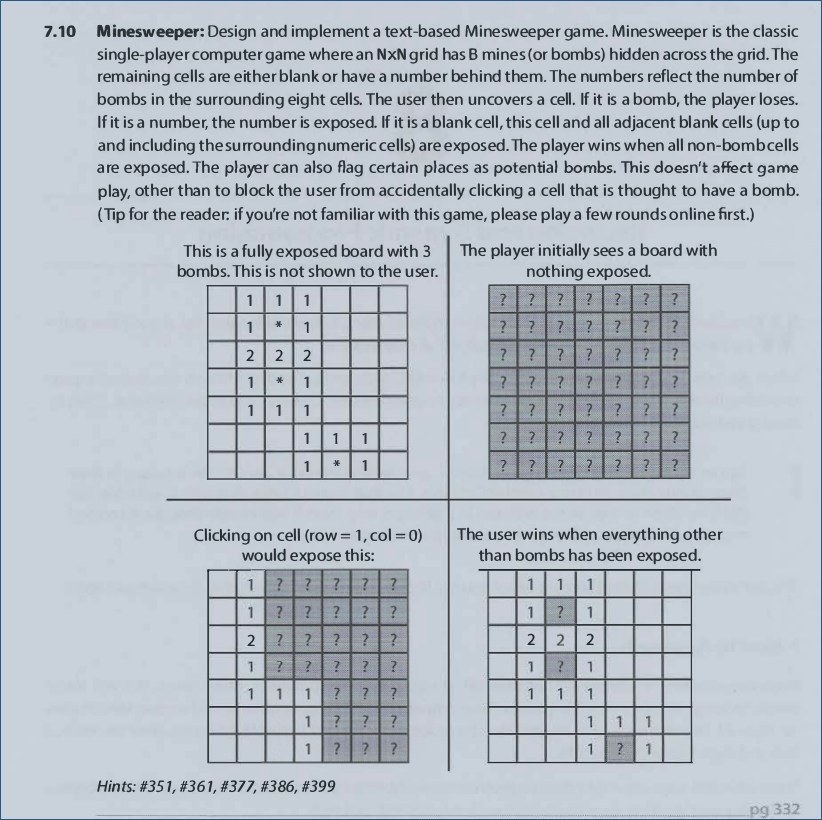 7.10 Minesweeper: Design and implement a text-based Minesweeper game. Minesweeper is the classic
single-player computer game where an NxN grid has B mines (or bombs) hidden across the grid. The
remaining cells are either blank or have a number behind them. The numbers reflect the number of
bombs in the surrounding eight cells. The user then uncovers a cell. If it is a bomb, the player loses.
If it is a number, the number is exposed. If it is a blank cell, this cell and all adjacent blank cells (up to
and including the surrounding numeric cells) are exposed. The player wins when all non-bomb cells
are exposed. The player can also flag certain places as potential bombs. This doesn't affect game
play, other than to block the user from accidentally clicking a cell that is thought to have a bomb.
(Tip for the reader: if you're not familiar with this game, please play a few rounds online first.)
This is a fully exposed board with 3
bombs. This is not shown to the user.
1 1 1
1 * 1
2 2 2
1 * 1
1 1 1
1 1 1
1 * 1
The player initially sees a board with
nothing exposed.
? ? ? ? ? ? ?
? ? ? ? ? ? ?
? ? ? ? ? ? ?
? ? ? ? ? ? ?
? ? ? ? ? ? ?
? ? ? ? ? ? ?
? ? ? ? ? ? ?
Clicking on cell (row = 1, col = 0)
would expose this:
1 ? ? ? ? ?
1 ? ? ? ? ?
2 ? ? ? ? ?
1 ? ? ? ? ?
1 1 1 ? ? ?
1 ? ? ?
1 ? ? ?
The user wins when everything other
than bombs has been exposed.
1 1 1
1 ? 1
2 2 2
1 ? 1
1 1 1
1 1 1
1 ? 1
Hints: #351, #361, #377, #386, #399
pg 332